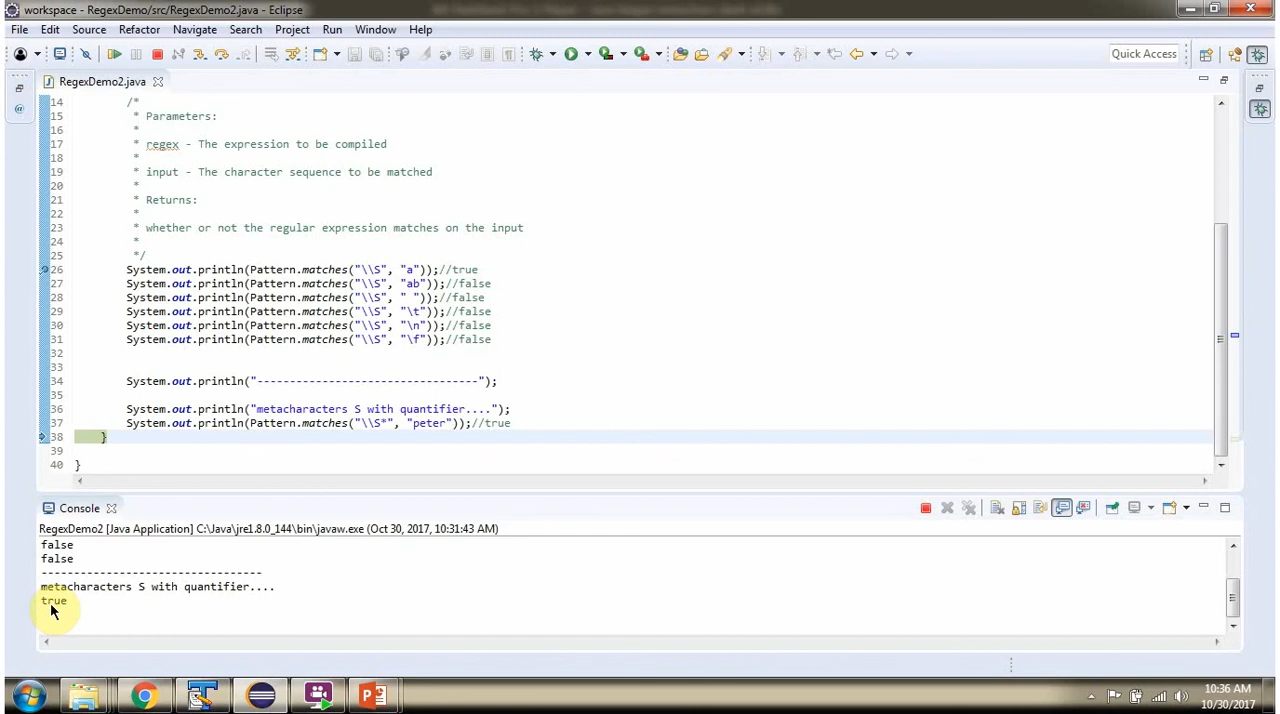 workspace - RegexDemo/src/RegexDemo2.java - Eclipse
File Edit Source Refactor Navigate Search Project Run Window Help
Quick Access
RegexDemo2.java
14 /*
15 * Parameters:
16 *
17 * regex - The expression to be compiled
18 *
19 * input - The character sequence to be matched
20 *
21 * Returns:
22 *
23 * whether or not the regular expression matches on the input
24 *
25 */
26 System.out.println(Pattern.matches("\\S", "a"));//true
27 System.out.println(Pattern.matches("\\S", "ab"));//false
28 System.out.println(Pattern.matches("\\S", " "));//false
29 System.out.println(Pattern.matches("\\S", "\t"));//false
30 System.out.println(Pattern.matches("\\S", "\n"));//false
31 System.out.println(Pattern.matches("\\S", "\f"));//false
32
33
34 System.out.println("----------------------------------");
35
36 System.out.println("metacharacters S with quantifier....");
37 System.out.println(Pattern.matches("\\S*", "peter"));//true
38 }
39
40 }
Console
RegexDemo2 [Java Application] C:\Java\jre1.8.0_144\bin\javaw.exe (Oct 30, 2017, 10:31:43 AM)
false
false
----------------------------------
metacharacters S with quantifier....
true
10:36 AM
10/30/2017